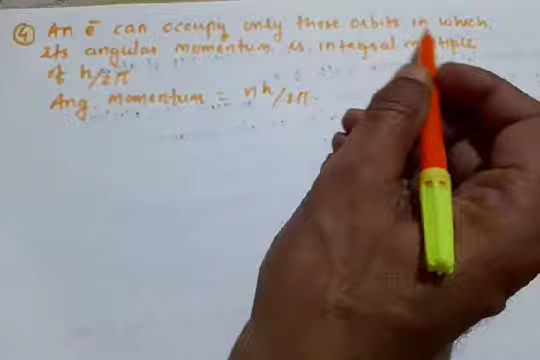 ④ An e̅ can occupy only those orbits in which
its angular momentum is integral multiple
of h/2π
Ang. momentum = nh/2π.